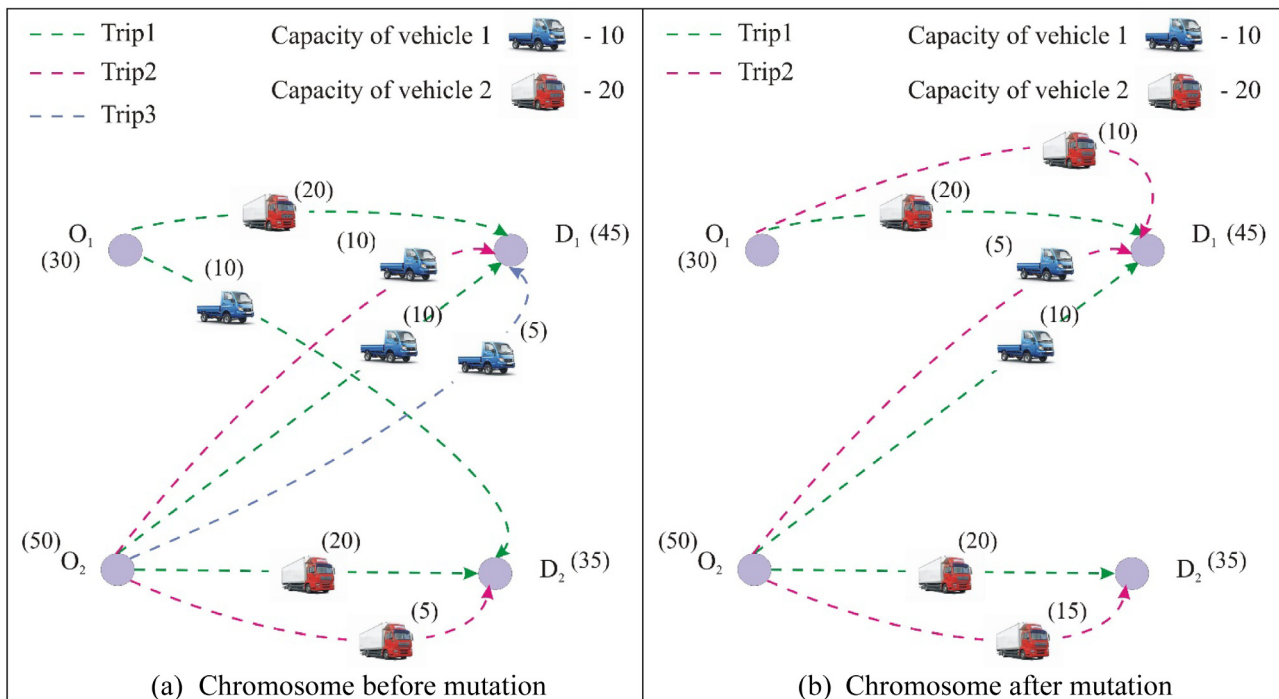 Trip1
Capacity of vehicle 1 - 10
Trip2
Capacity of vehicle 2 - 20
Trip3
(20)
O1
(30)
(10)
(10)
D1 (45)
(10)
(5)
(50)
O2
(20)
D2 (35)
(5)
(a) Chromosome before mutation
Trip1
Capacity of vehicle 1 - 10
Trip2
Capacity of vehicle 2 - 20
(10)
(20)
O1
(30)
(5)
D1 (45)
(10)
(50)
O2
(20)
D2 (35)
(15)
(b) Chromosome after mutation